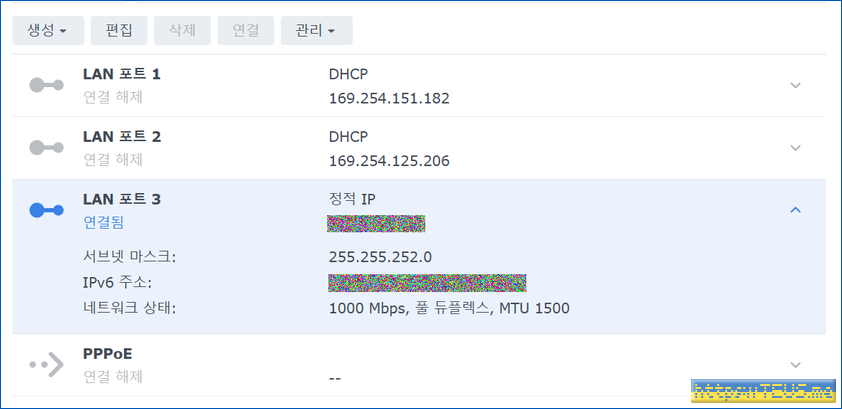 생성 편집 삭제 연결 관리
LAN 포트 1 DHCP
연결 해제 169.254.151.182
LAN 포트 2 DHCP
연결 해제 169.254.125.206
LAN 포트 3 정적 IP
연결됨
서브넷 마스크: 255.255.252.0
IPv6 주소:
네트워크 상태: 1000 Mbps, 풀 듀플렉스, MTU 1500
PPPoE
연결 해제 --